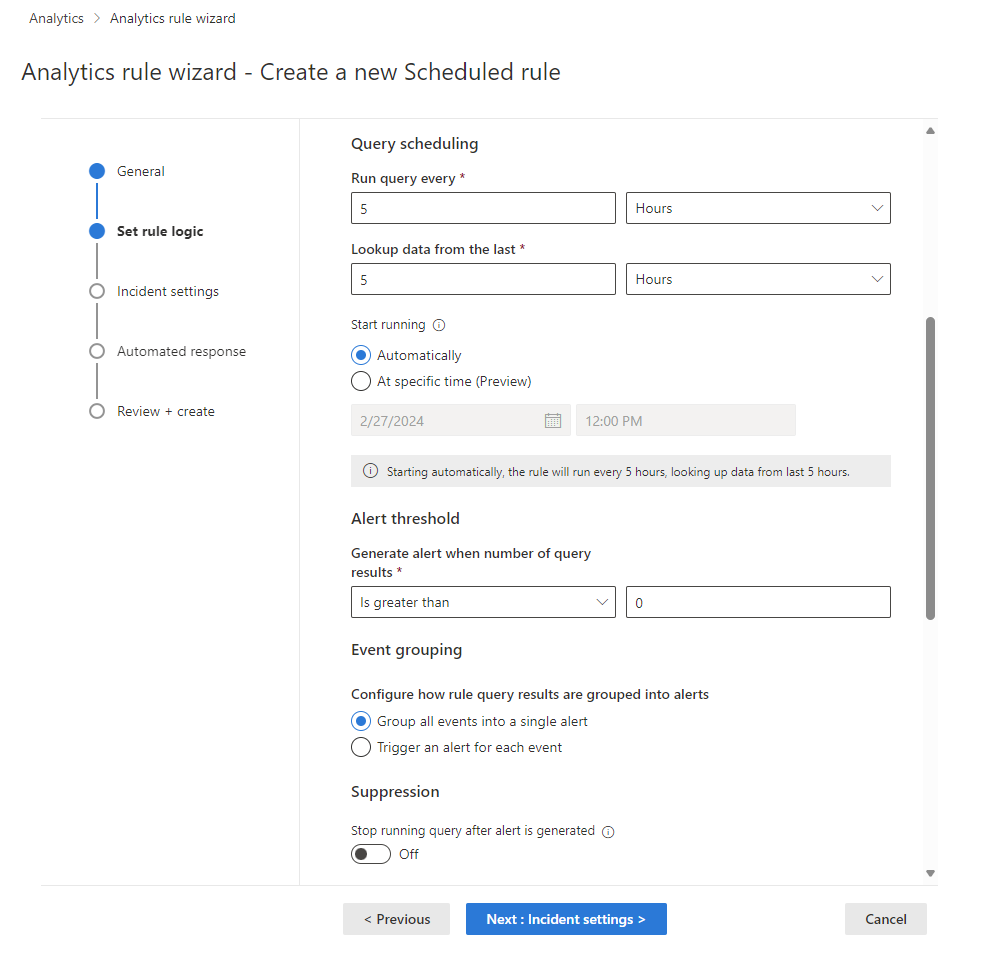 Analytics > Analytics rule wizard
Analytics rule wizard - Create a new Scheduled rule
General
Set rule logic
Incident settings
Automated response
Review + create
Query scheduling
Run query every *
5 Hours
Lookup data from the last *
5 Hours
Start running
Automatically
At specific time (Preview)
2/27/2024 12:00 PM
Starting automatically, the rule will run every 5 hours, looking up data from last 5 hours.
Alert threshold
Generate alert when number of query
results *
Is greater than 0
Event grouping
Configure how rule query results are grouped into alerts
Group all events into a single alert
Trigger an alert for each event
Suppression
Stop running query after alert is generated
Off
< Previous Next : Incident settings > Cancel